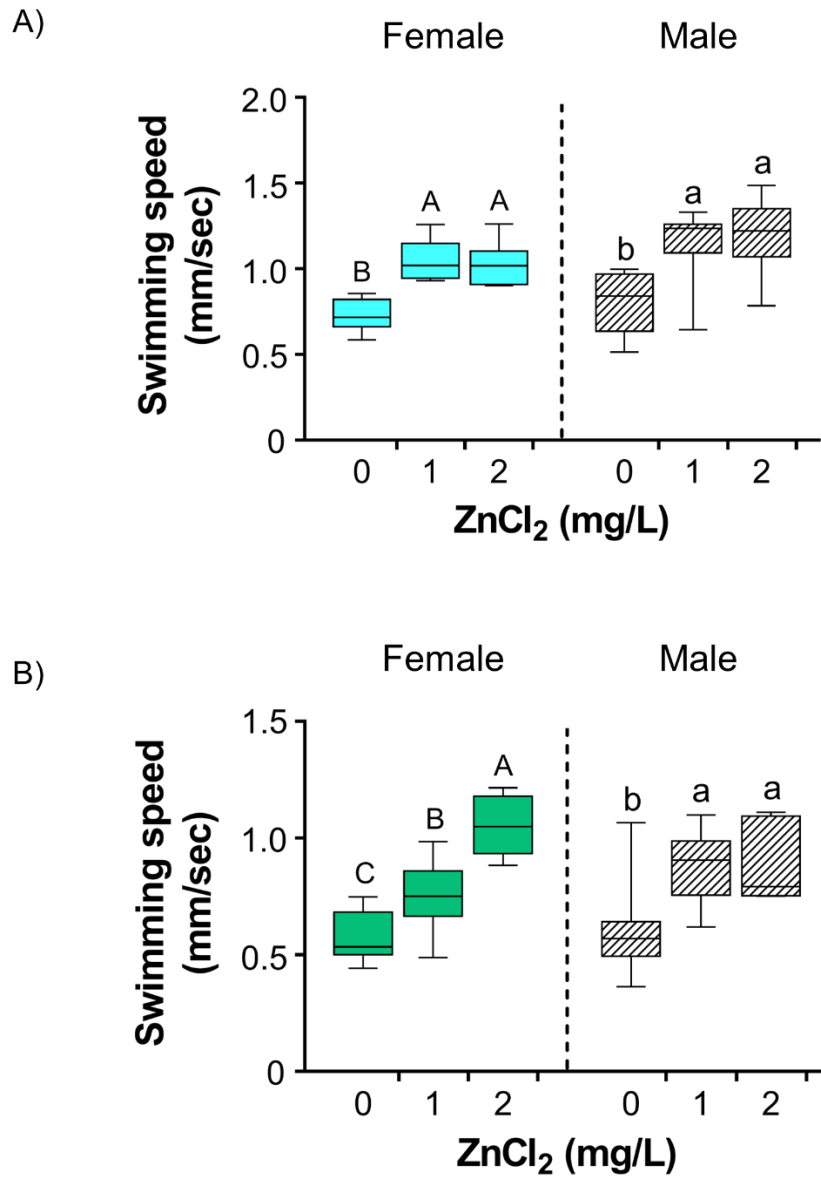 A)
Female Male
Swimming speed
(mm/sec)
2.0
1.5
1.0
0.5
0
B A A b a a
0 1 2 0 1 2
ZnCl₂ (mg/L)
B)
Female Male
Swimming speed
(mm/sec)
1.5
1.0
0.5
0
C B A b a a
0 1 2 0 1 2
ZnCl₂ (mg/L)